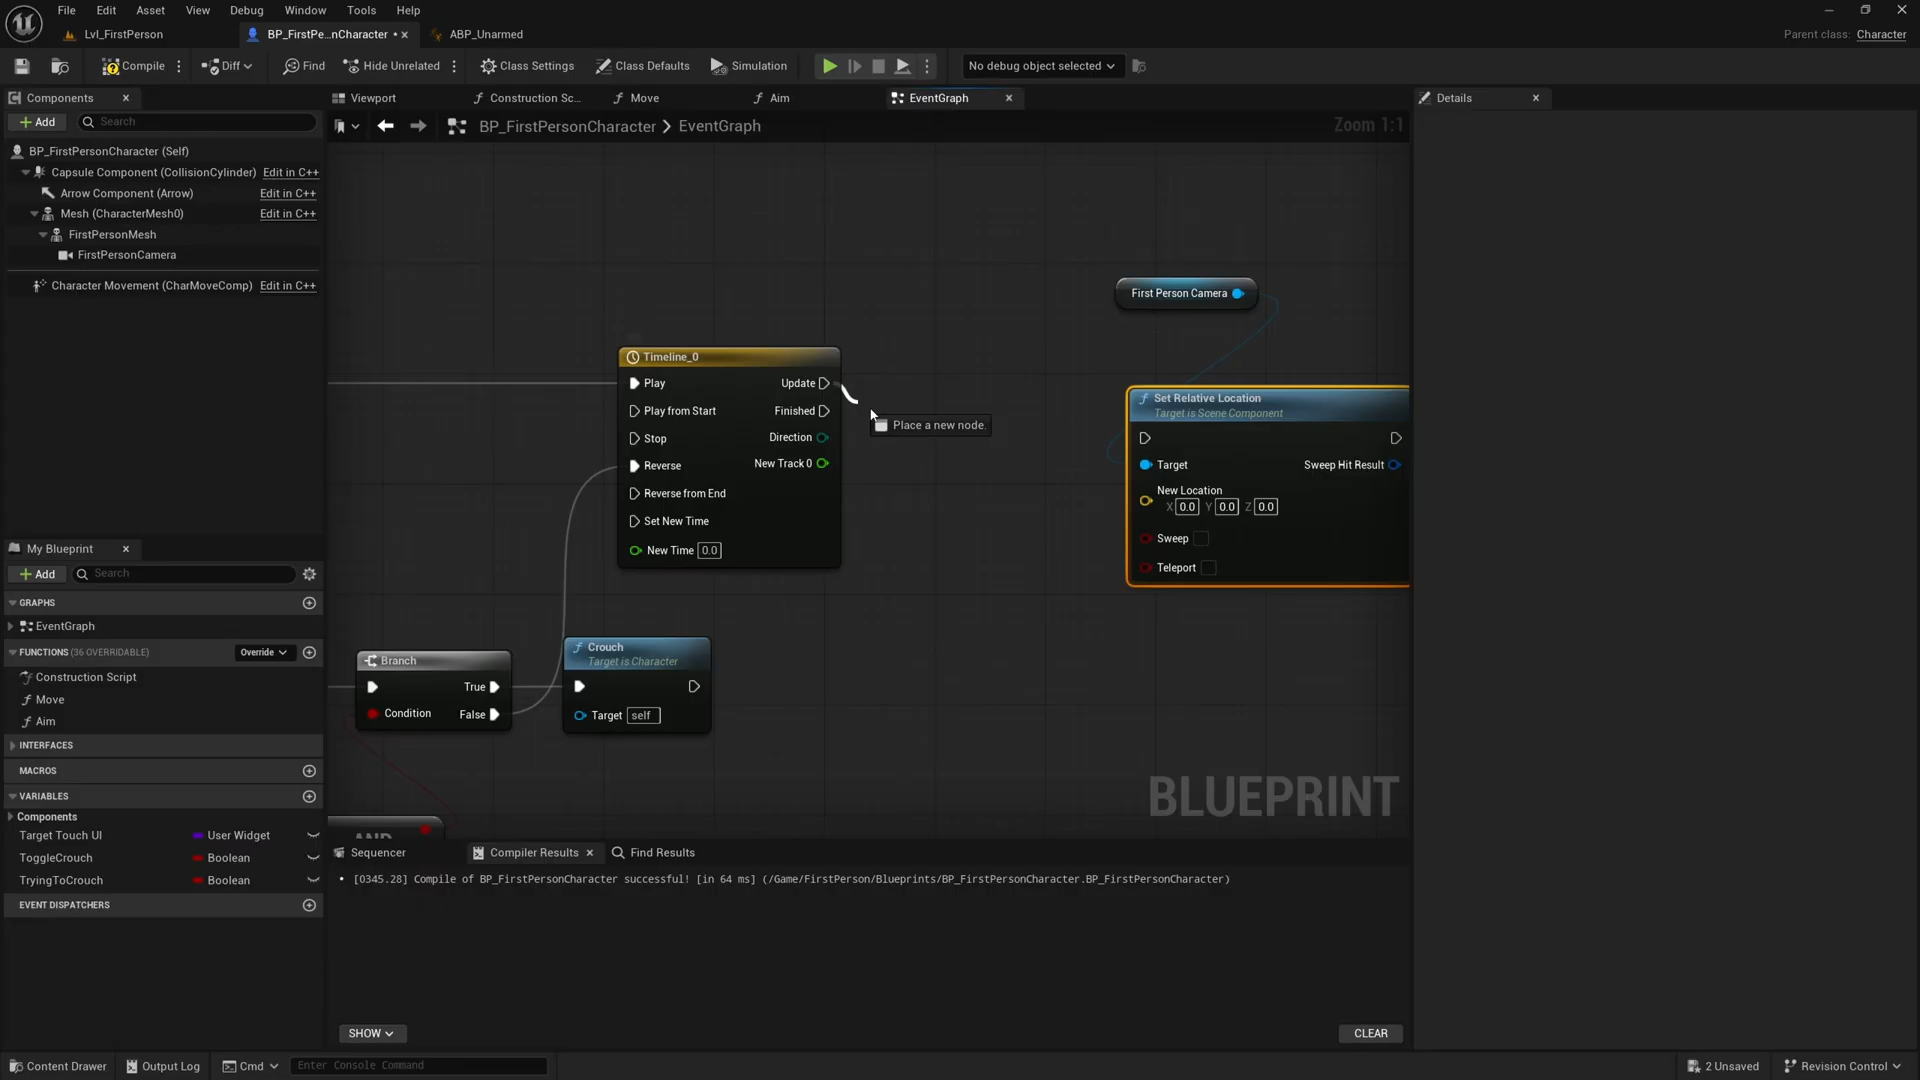 File Edit Asset View Debug Window Tools Help
Lvl_FirstPerson BP_FirstPe...nCharacter • ABP_Unarmed Parent class: Character
Compile Diff Find Hide Unrelated Class Settings Class Defaults Simulation No debug object selected
Components Viewport Construction Sc... Move Aim EventGraph Details
+ Add Search BP_FirstPersonCharacter > EventGraph Zoom 1:1
BP_FirstPersonCharacter (Self)
Capsule Component (CollisionCylinder) Edit in C++
Arrow Component (Arrow) Edit in C++
Mesh (CharacterMesh0) Edit in C++
FirstPersonMesh
FirstPersonCamera
Character Movement (CharMoveComp) Edit in C++
First Person Camera
Timeline_0
Play Update
Play from Start Finished
Stop Direction
Reverse New Track 0
Reverse from End
Set New Time
New Time 0.0
Place a new node.
Set Relative Location
Target is Scene Component
Target Sweep Hit Result
New Location
X 0.0 Y 0.0 Z 0.0
Sweep
Teleport
Branch
True
Condition False
Crouch
Target is Character
Target self
AND
BLUEPRINT
My Blueprint
+ Add Search
GRAPHS
EventGraph
FUNCTIONS (36 OVERRIDABLE) Override
Construction Script
Move
Aim
INTERFACES
MACROS
VARIABLES
Components
Target Touch UI User Widget
ToggleCrouch Boolean
TryingToCrouch Boolean
EVENT DISPATCHERS
Sequencer Compiler Results Find Results
• [0345.28] Compile of BP_FirstPersonCharacter successful! [in 64 ms] (/Game/FirstPerson/Blueprints/BP_FirstPersonCharacter.BP_FirstPersonCharacter)
SHOW CLEAR
Content Drawer Output Log Cmd Enter Console Command 2 Unsaved Revision Control